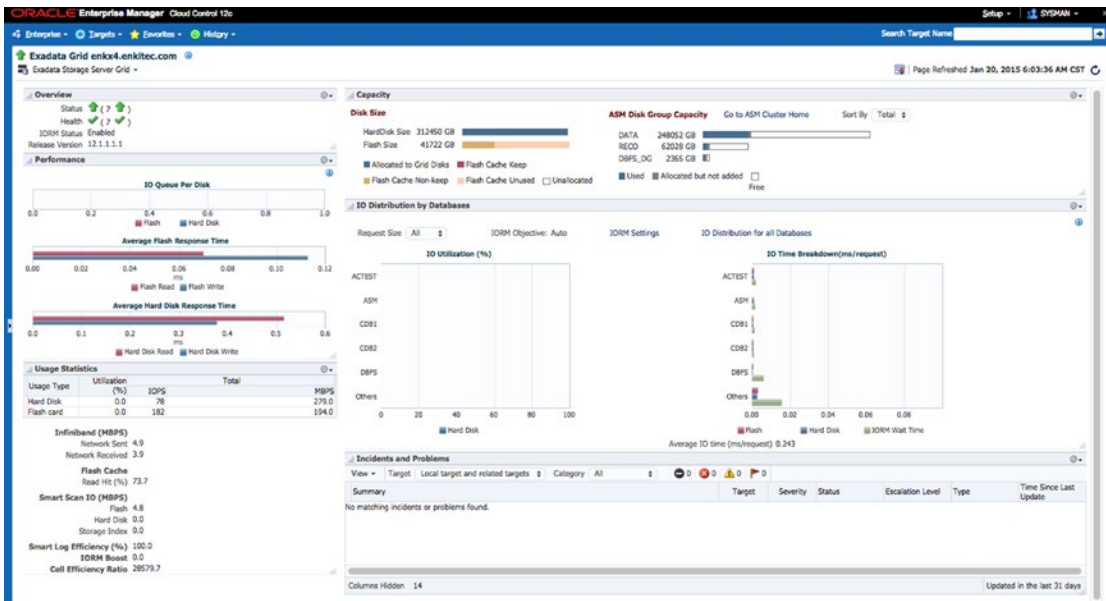 ORACLE Enterprise Manager Cloud Control 12c
Setup SYSMAN
Enterprise Targets Favorites History
Search Target Name
Exadata Grid enkx4.enkitec.com
Exadata Storage Server Grid
Page Refreshed Jan 20, 2015 6:03:36 AM CST
Overview
Status ( 7 )
Health ( 7 )
IORM Status Enabled
Release Version 12.1.1.1.1
Performance
IO Queue Per Disk
0.0 0.2 0.4 0.6 0.8 1.0
Flash Hard Disk
Average Flash Response Time
0.00 0.02 0.04 0.06 0.08 0.10 0.12
ms
Flash Read Flash Write
Average Hard Disk Response Time
0.0 0.1 0.2 0.3 0.4 0.5 0.6
ms
Hard Disk Read Hard Disk Write
Usage Statistics
Usage Type Utilization (%) Total
IOPS MBPS
Hard Disk 0.0 78 279.0
Flash card 0.0 182 194.0
Infiniband (MBPS)
Network Sent 4.9
Network Received 3.9
Flash Cache
Read Hit (%) 73.7
Smart Scan IO (MBPS)
Flash 4.8
Hard Disk 0.0
Storage Index 0.0
Smart Log Efficiency (%) 100.0
IORM Boost 0.0
Cell Efficiency Ratio 28579.7
Capacity
Disk Size
HardDisk Size 312450 GB
Flash Size 41722 GB
Allocated to Grid Disks Flash Cache Keep
Flash Cache Non-keep Flash Cache Unused Unallocated
ASM Disk Group Capacity Go to ASM Cluster Home Sort By Total
DATA 248052 GB
RECO 62028 GB
DBFS_DG 2365 GB
Used Allocated but not added Free
IO Distribution by Databases
Request Size All IORM Objective: Auto IORM Settings IO Distribution for all Databases
IO Utilization (%)
ACTEST
ASM
CDB1
CDB2
DBFS
Others
0 20 40 60 80 100
Hard Disk
IO Time Breakdown(ms/request)
ACTEST
ASM
CDB1
CDB2
DBFS
Others
0.00 0.02 0.04 0.06 0.08
Flash Hard Disk IORM Wait Time
Average IO time (ms/request) 0.243
Incidents and Problems
View Target Local target and related targets Category All 0 0 0 0
Summary Target Severity Status Escalation Level Type Time Since Last Update
No matching incidents or problems found.
Columns Hidden 14 Updated in the last 31 days